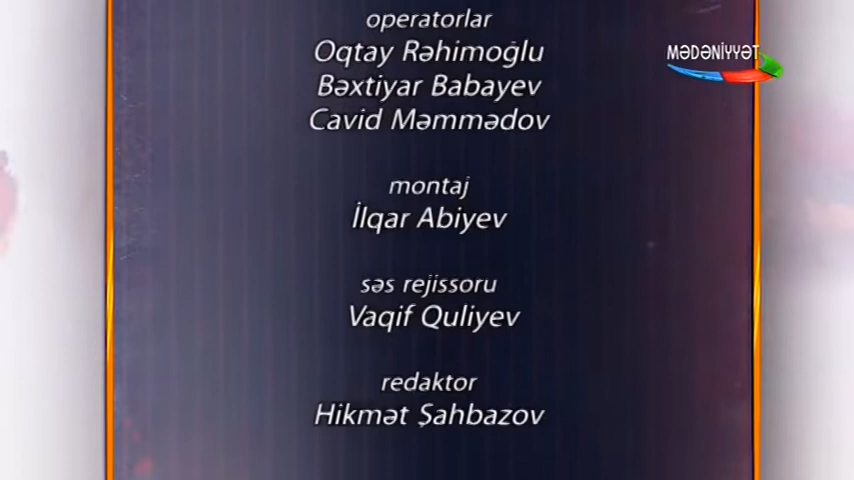 operatorlar
Oqtay Rəhimoğlu
Bəxtiyar Babayev
Cavid Məmmədov
MƏDƏNİYYƏT
montaj
İlqar Abiyev
səs rejissoru
Vaqif Quliyev
redaktor
Hikmət Şahbazov